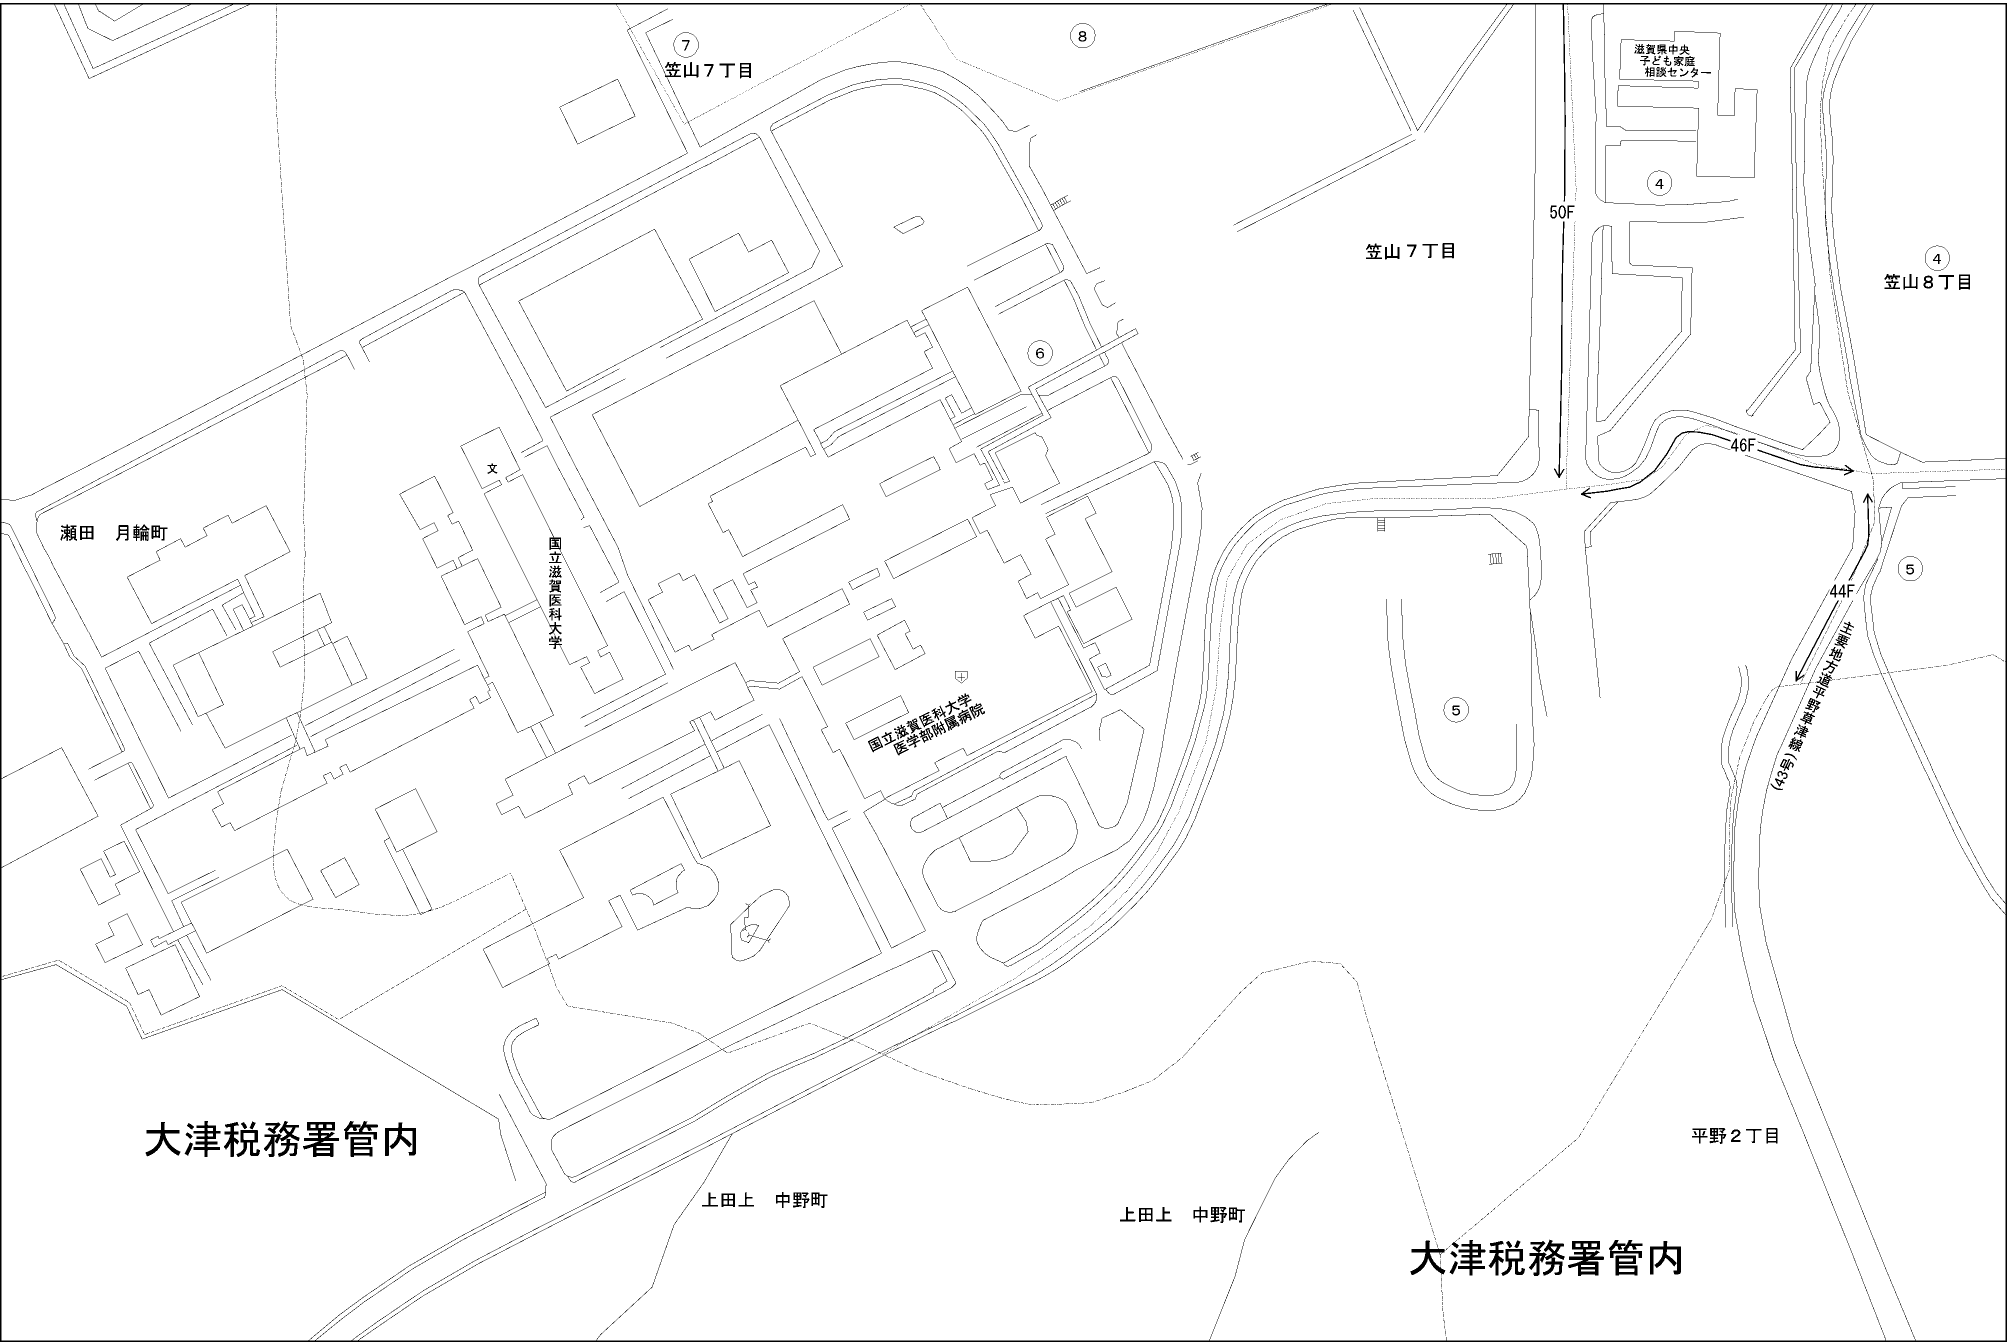 ⑦
笠山７丁目
⑧
滋賀県中央
子ども家庭
相談センター
④
50F
笠山７丁目
④
笠山８丁目
⑥
46F
文
瀬田　月輪町
国立滋賀医科大学
⑤
44F
主要地方道平野草津線
(43号)
国立滋賀医科大学
医学部附属病院
⑤
大津税務署管内
平野２丁目
上田上　中野町
上田上　中野町
大津税務署管内